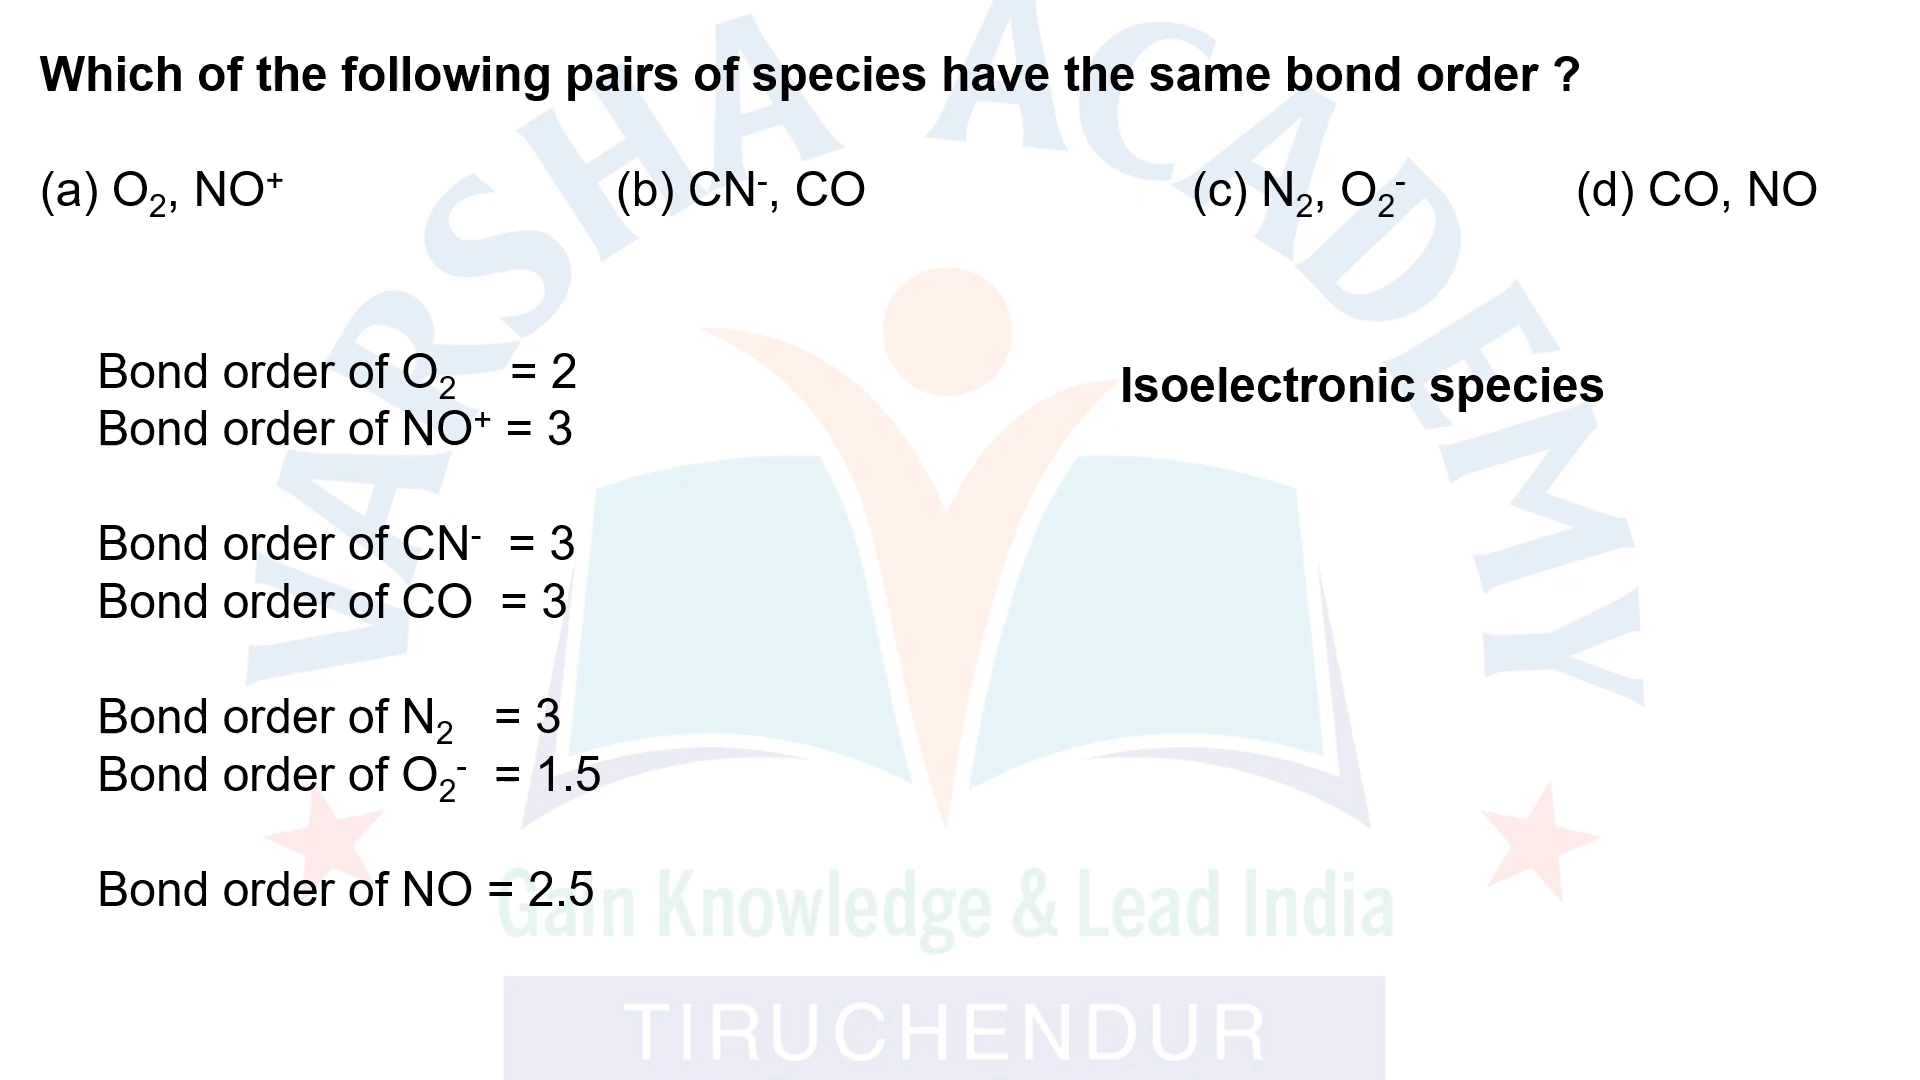 Which of the following pairs of species have the same bond order ?
(a) O₂, NO⁺ (b) CN⁻, CO (c) N₂, O₂⁻ (d) CO, NO
Bond order of O₂ = 2
Bond order of NO⁺ = 3
Isoelectronic species
Bond order of CN⁻ = 3
Bond order of CO = 3
Bond order of N₂ = 3
Bond order of O₂⁻ = 1.5
Bond order of NO = 2.5
VARSHA ACADEMY
Gain Knowledge & Lead India
TIRUCHENDUR